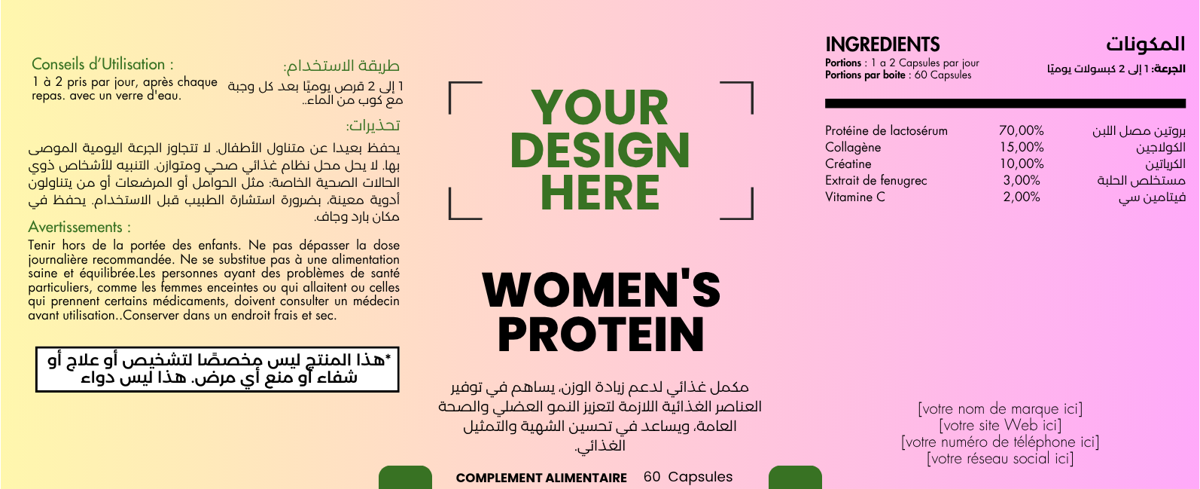 Conseils d'Utilisation :
1 à 2 pris par jour, après chaque
repas. avec un verre d'eau.
طريقة الاستخدام:
1 إلى 2 قرص يوميًا بعد كل وجبة
مع كوب من الماء..
تحذيرات:
يحفظ بعيدا عن متناول الأطفال. لا تتجاوز الجرعة اليومية الموصى
بها. لا يحل محل نظام غذائي صحي ومتوازن. التنبيه للأشخاص ذوي
الحالات الصحية الخاصة: مثل الحوامل أو المرضعات أو من يتناولون
أدوية معينة، بضرورة استشارة الطبيب قبل الاستخدام. يحفظ في
مكان بارد وجاف.
Avertissements :
Tenir hors de la portée des enfants. Ne pas dépasser la dose
journalière recommandée. Ne se substitue pas à une alimentation
saine et équilibrée.Les personnes ayant des problèmes de santé
particuliers, comme les femmes enceintes ou qui allaitent ou celles
qui prennent certains médicaments, doivent consulter un médecin
avant utilisation..Conserver dans un endroit frais et sec.
*هذا المنتج ليس مخصصًا لتشخيص أو علاج أو
شفاء أو منع أي مرض. هذا ليس دواء
YOUR
DESIGN
HERE
WOMEN'S
PROTEIN
مكمل غذائي لدعم زيادة الوزن، يساهم في توفير
العناصر الغذائية اللازمة لتعزيز النمو العضلي والصحة
العامة، ويساعد في تحسين الشهية والتمثيل
الغذائي.
COMPLEMENT ALIMENTAIRE 60 Capsules
INGREDIENTS المكونات
Portions : 1 a 2 Capsules par jour
Portions par boite : 60 Capsules
الجرعة: 1 إلى 2 كبسولات يوميًا
Protéine de lactosérum 70,00% بروتين مصل اللبن
Collagène 15,00% الكولاجين
Créatine 10,00% الكرياتين
Extrait de fenugrec 3,00% مستخلص الحلبة
Vitamine C 2,00% فيتامين سي
[votre nom de marque ici]
[votre site Web ici]
[votre numéro de téléphone ici]
[votre réseau social ici]